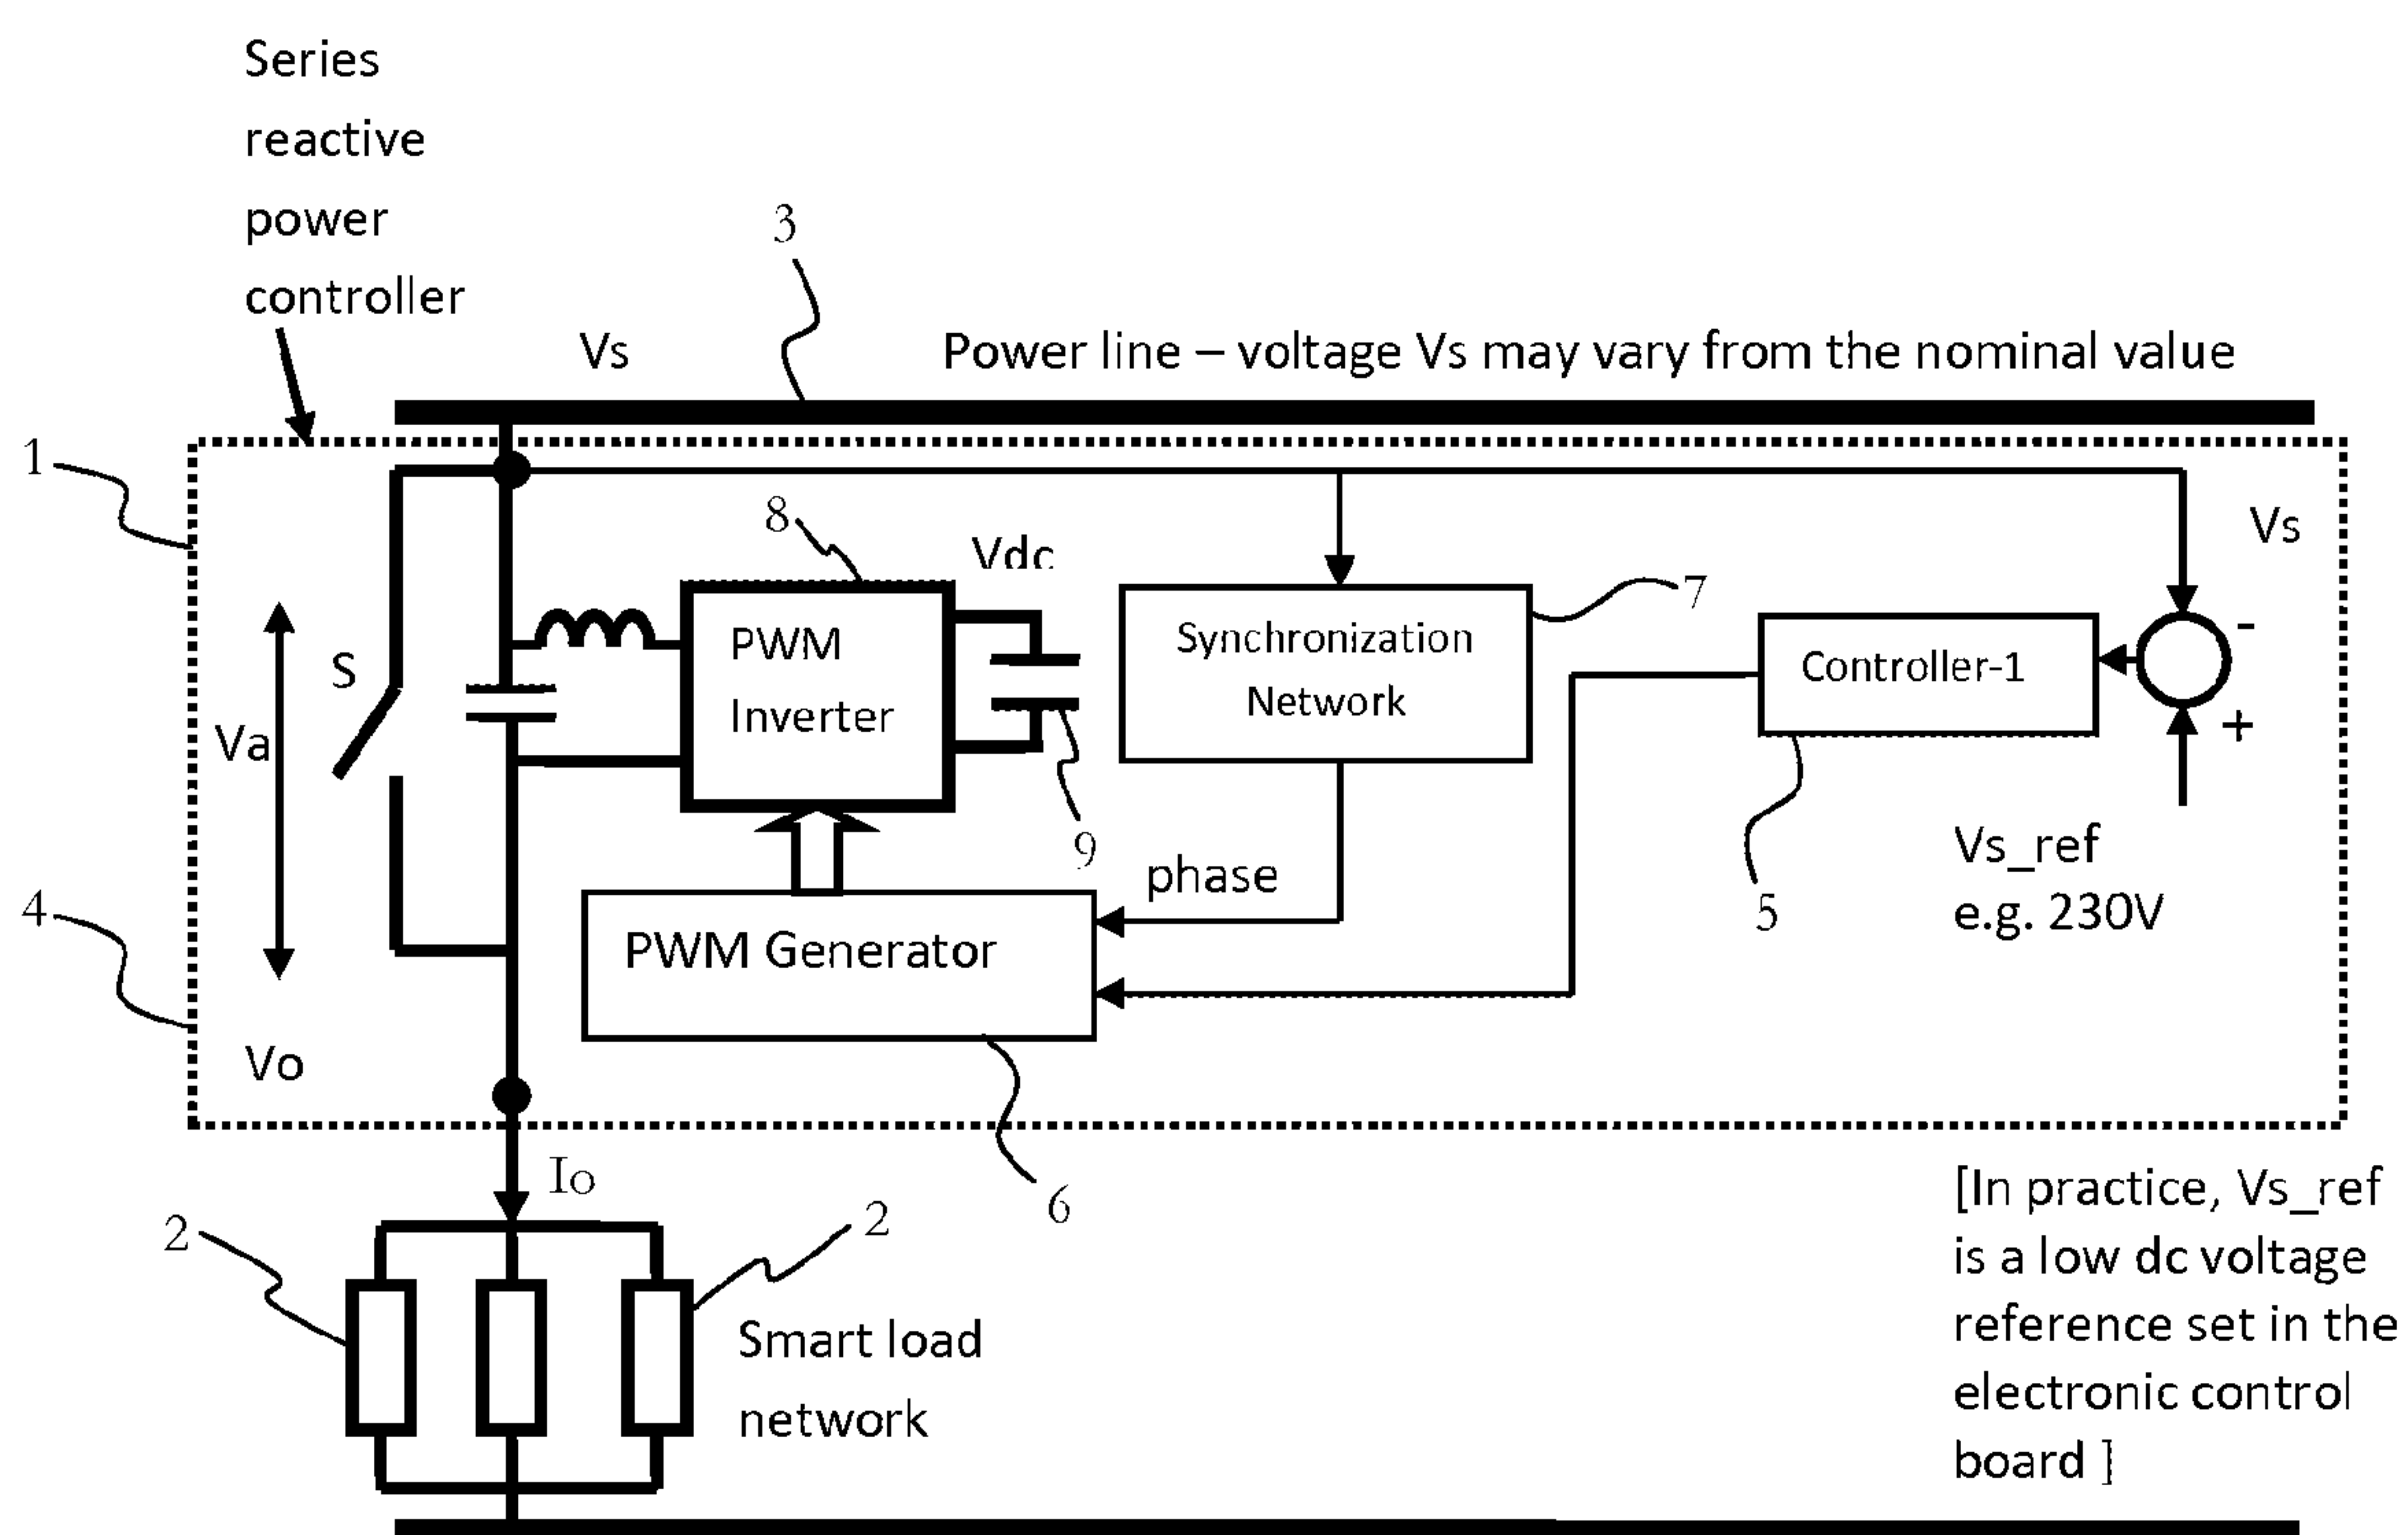 Series
reactive
power
controller
3
Vs
Power line – voltage Vs may vary from the nominal value
1
8
Vdc
Vs
7
S
PWM
Inverter
Synchronization
Network
Controller-1
-
+
Va
9
phase
Vs_ref
e.g. 230V
5
4
PWM Generator
Vo
Io
6
2
2
Smart load
network
[In practice, Vs_ref
is a low dc voltage
reference set in the
electronic control
board ]